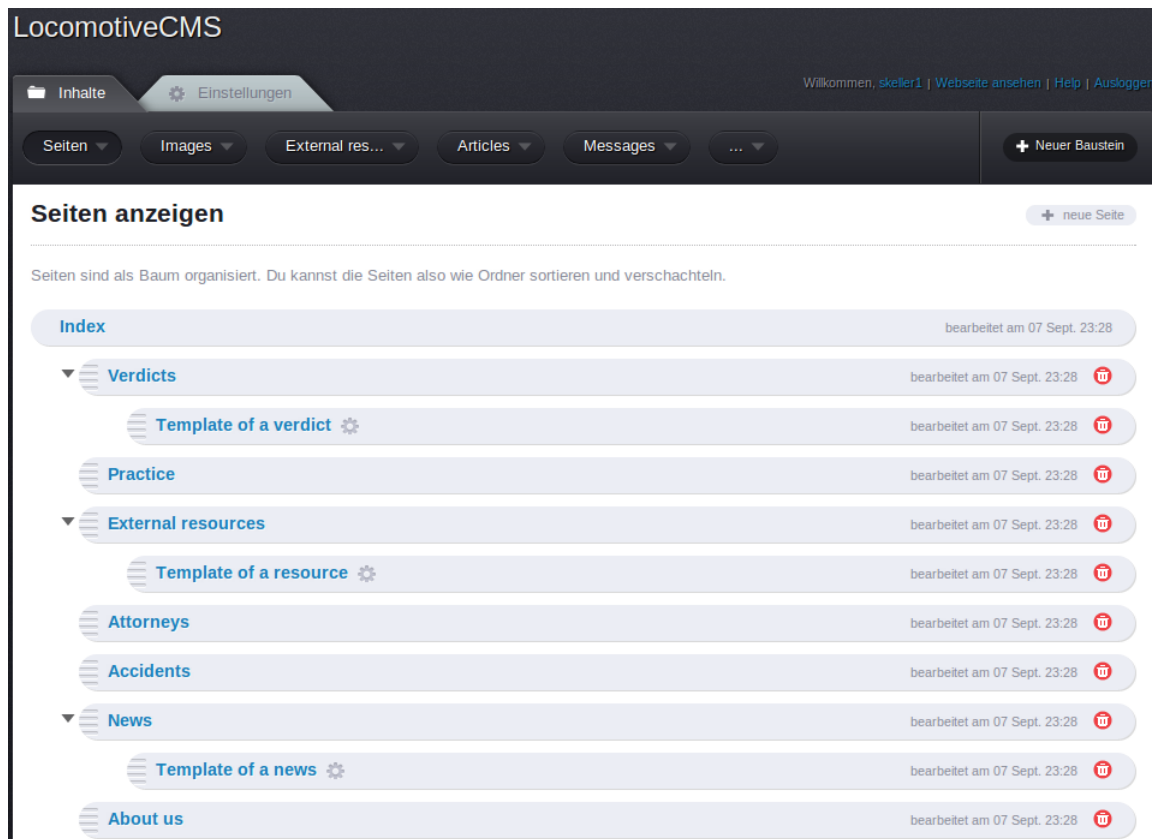 LocomotiveCMS
Willkommen, skeller1 | Webseite ansehen | Help | Ausloggen
Inhalte
Einstellungen
Seiten
Images
External res...
Articles
Messages
...
Neuer Baustein
Seiten anzeigen
neue Seite
Seiten sind als Baum organisiert. Du kannst die Seiten also wie Ordner sortieren und verschachteln.
Index bearbeitet am 07 Sept. 23:28
Verdicts bearbeitet am 07 Sept. 23:28
Template of a verdict bearbeitet am 07 Sept. 23:28
Practice bearbeitet am 07 Sept. 23:28
External resources bearbeitet am 07 Sept. 23:28
Template of a resource bearbeitet am 07 Sept. 23:28
Attorneys bearbeitet am 07 Sept. 23:28
Accidents bearbeitet am 07 Sept. 23:28
News bearbeitet am 07 Sept. 23:28
Template of a news bearbeitet am 07 Sept. 23:28
About us bearbeitet am 07 Sept. 23:28